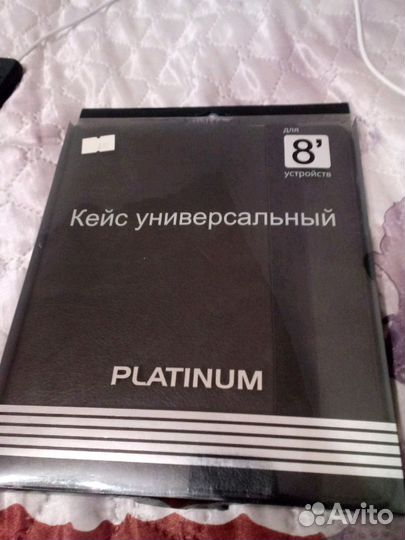 для
8'
устройств
Кейс универсальный
PLATINUM
Avito